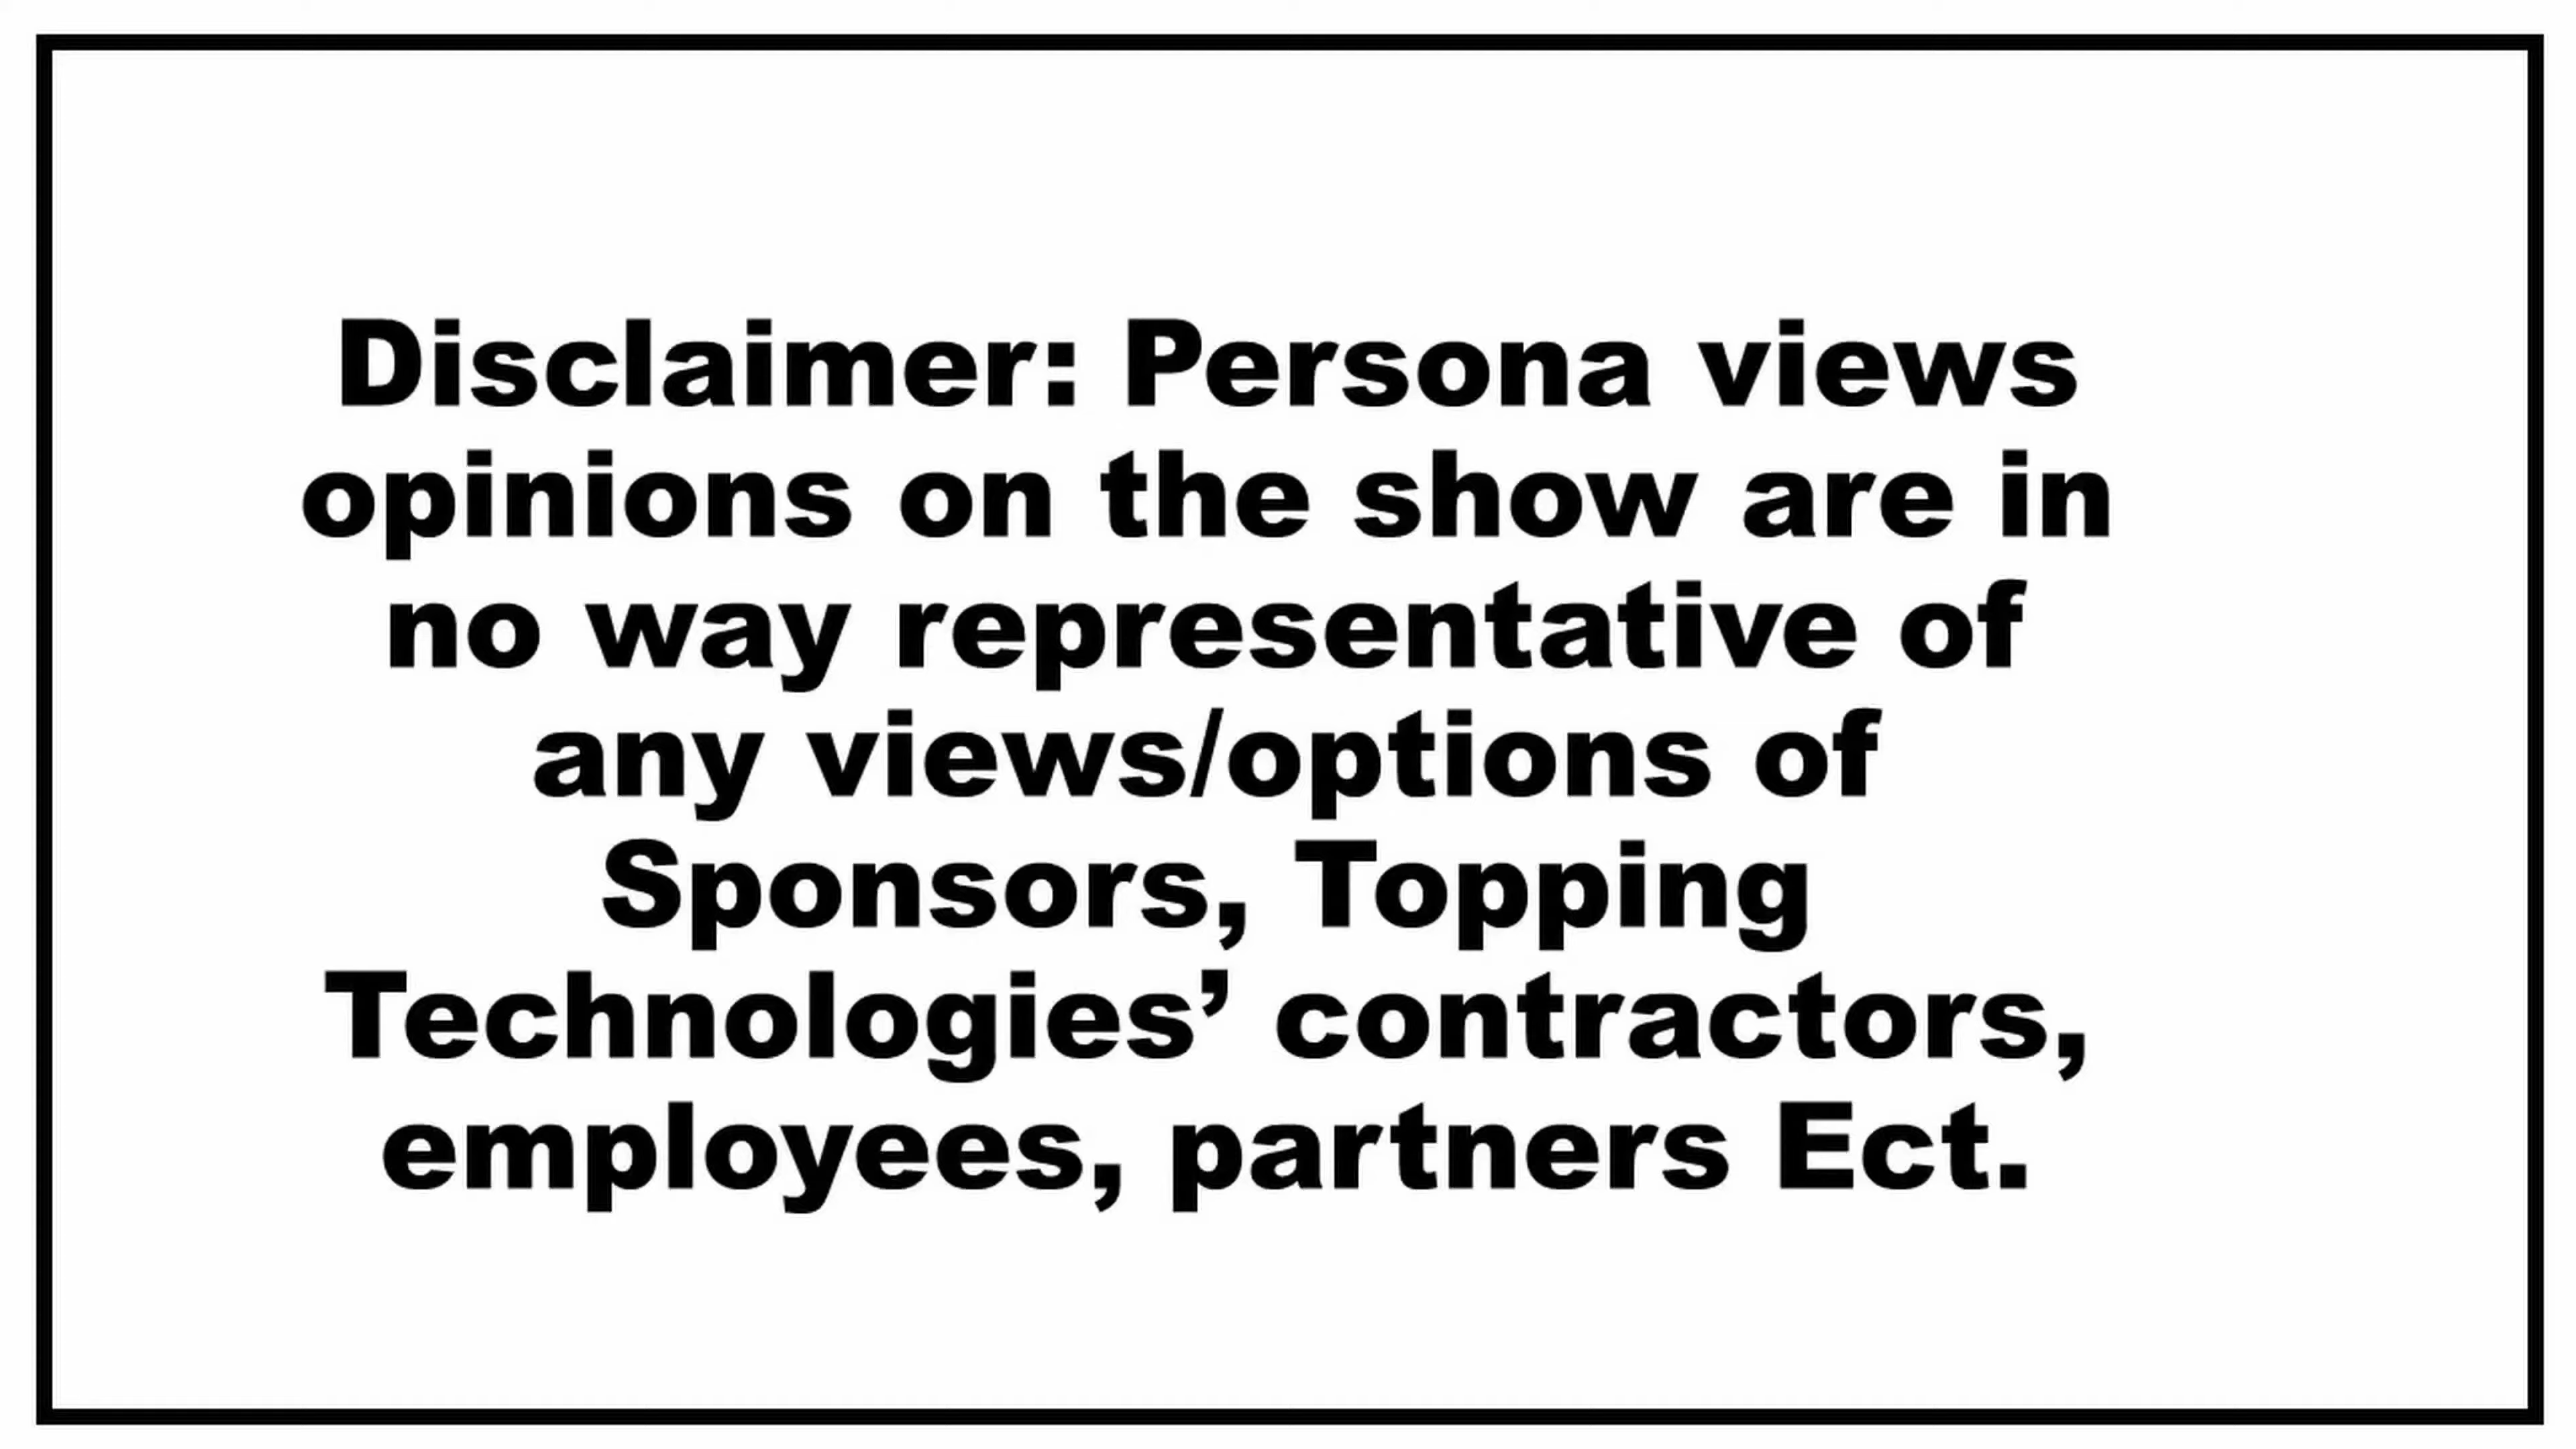 Disclaimer: Persona views
opinions on the show are in
no way representative of
any views/options of
Sponsors, Topping
Technologies’ contractors,
employees, partners Ect.